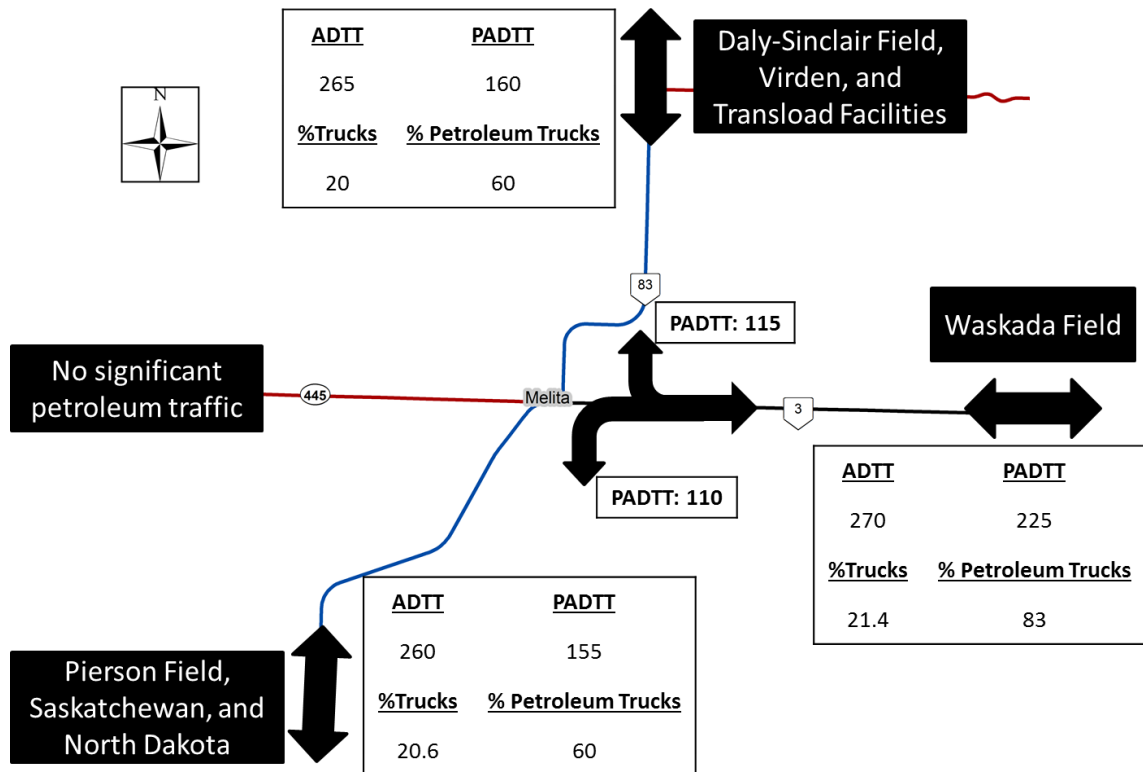 ADTT PADTT
265 160
%Trucks % Petroleum Trucks
20 60
Daly-Sinclair Field,
Virden, and
Transload Facilities
N
83
PADTT: 115
Waskada Field
No significant
petroleum traffic
445
Melita
3
PADTT: 110
ADTT PADTT
270 225
%Trucks % Petroleum Trucks
21.4 83
Pierson Field,
Saskatchewan, and
North Dakota
ADTT PADTT
260 155
%Trucks % Petroleum Trucks
20.6 60